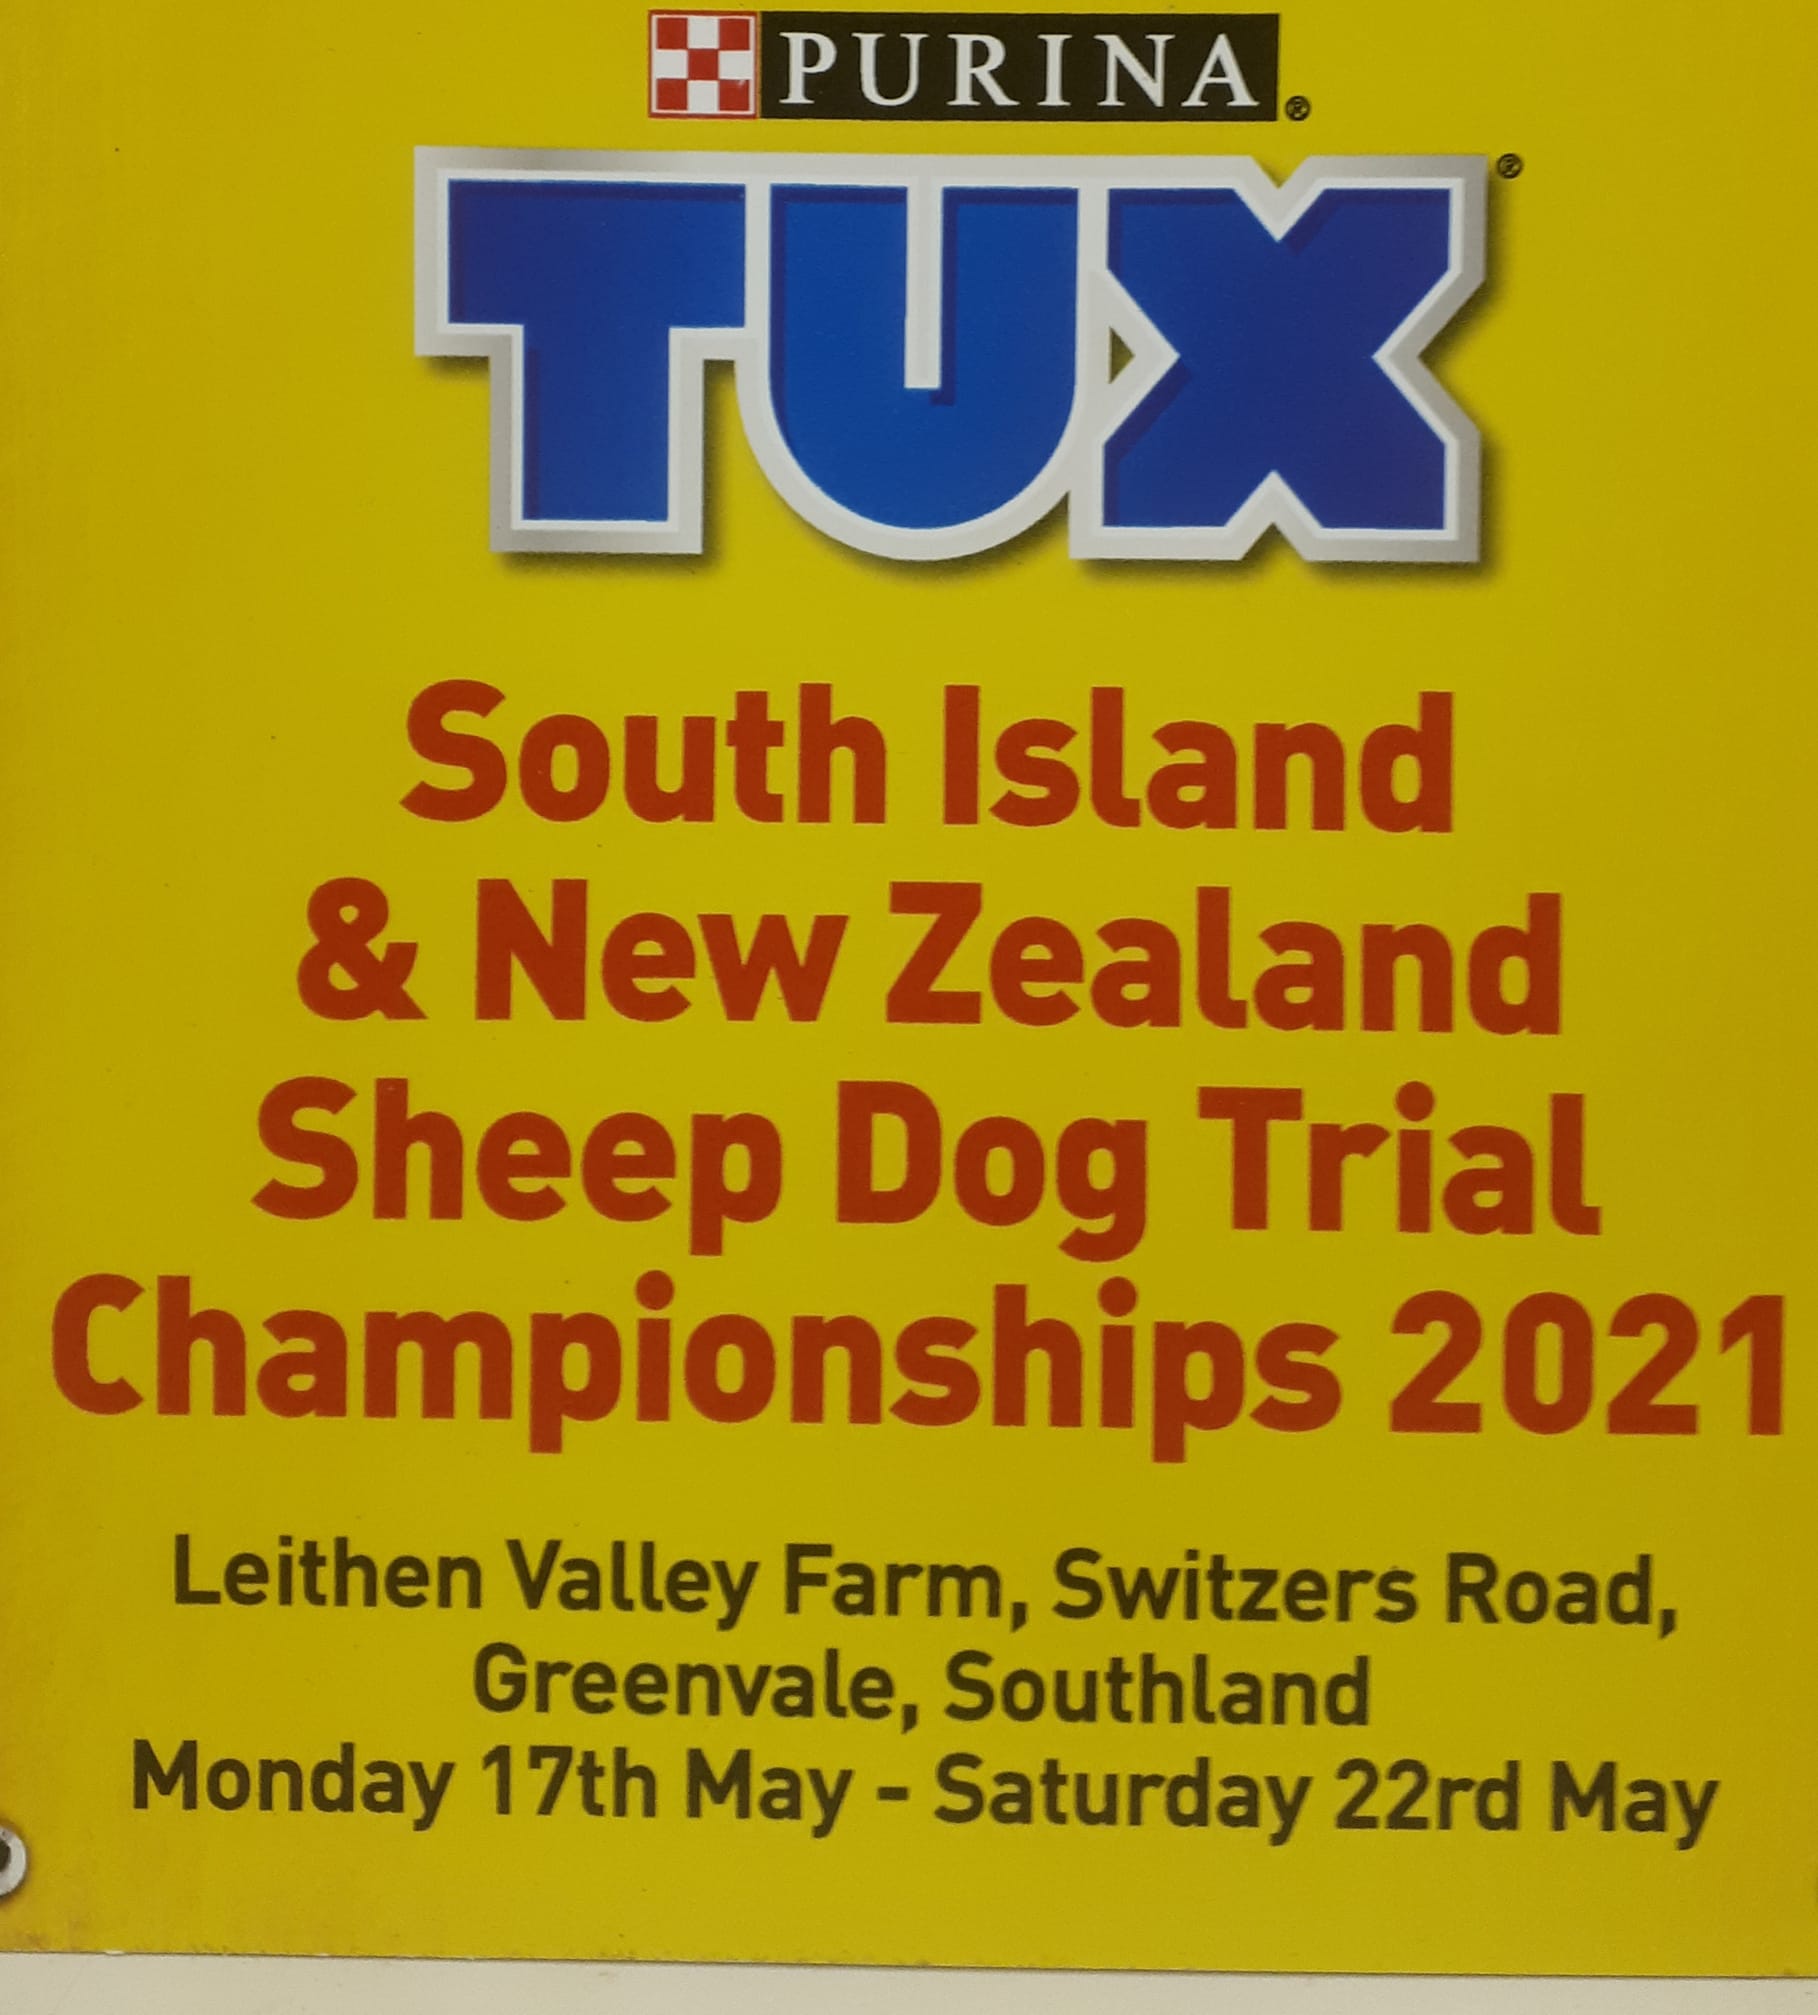 PURINA®
TUX®
South Island
& New Zealand
Sheep Dog Trial
Championships 2021
Leithen Valley Farm, Switzers Road,
Greenvale, Southland
Monday 17th May - Saturday 22rd May